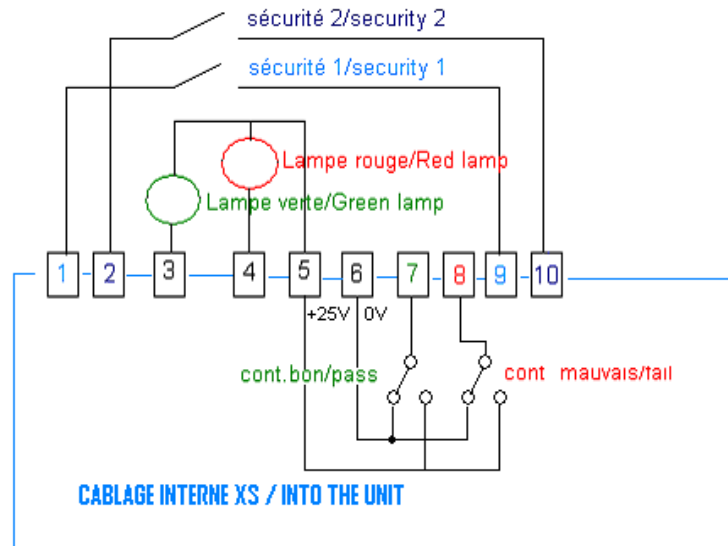 sécurité 2/security 2
sécurité 1/security 1
Lampe rouge/Red lamp
Lampe verte/Green lamp
1 2 3 4 5 6 7 8 9 10
+25V 0V
cont.bon/pass
cont mauvais/fail
CABLAGE INTERNE XS / INTO THE UNIT